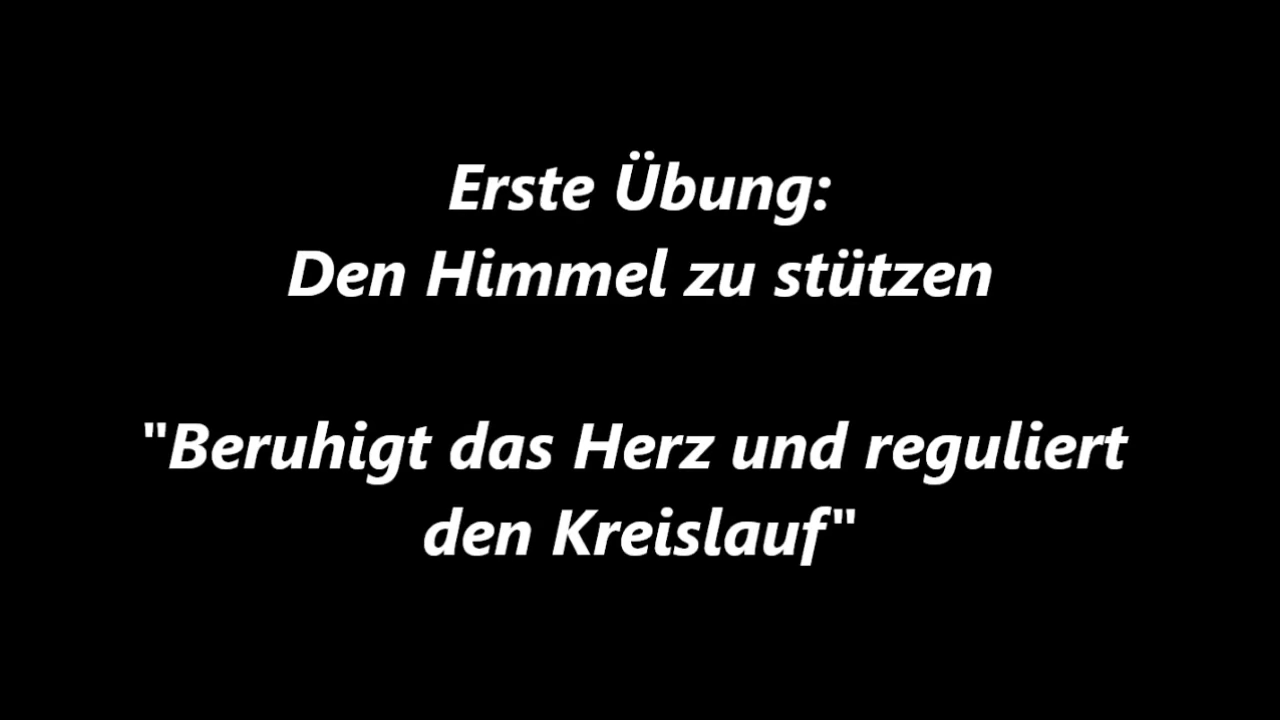 Erste Übung:
Den Himmel zu stützen
"Beruhigt das Herz und reguliert
den Kreislauf"